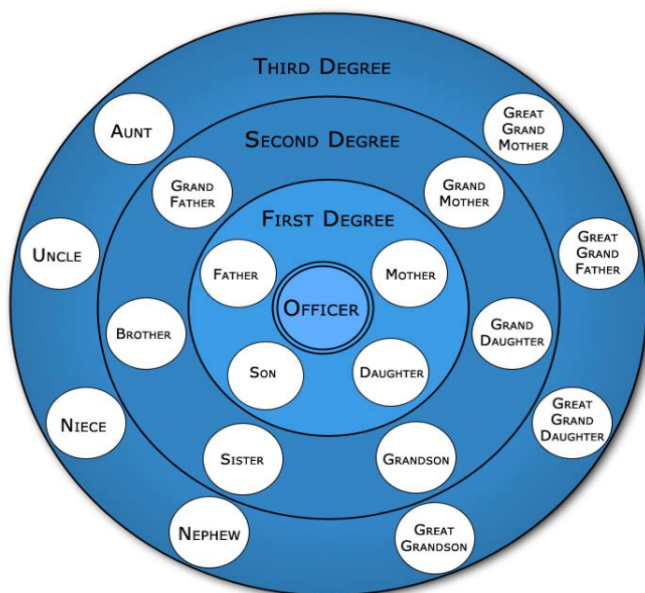 THIRD DEGREE
AUNT
GREAT
GRAND
MOTHER
SECOND DEGREE
GRAND
FATHER
GRAND
MOTHER
FIRST DEGREE
UNCLE
GREAT
GRAND
FATHER
FATHER
MOTHER
OFFICER
BROTHER
GRAND
DAUGHTER
SON
DAUGHTER
NIECE
GREAT
GRAND
DAUGHTER
SISTER
GRANDSON
NEPHEW
GREAT
GRANDSON